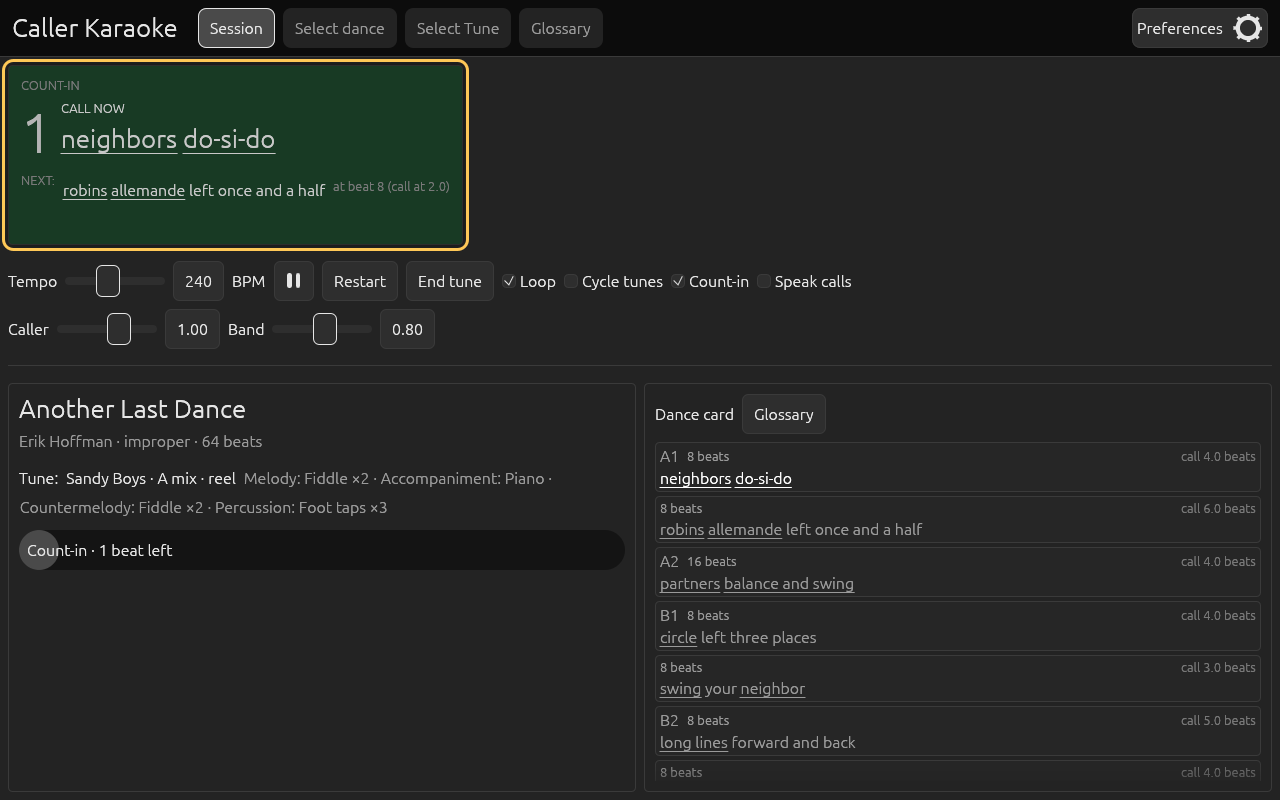 Caller Karaoke Session Select dance Select Tune Glossary Preferences
COUNT-IN
1 CALL NOW
neighbors do-si-do
NEXT: robins allemande left once and a half at beat 8 (call at 2.0)
Tempo 240 BPM Restart End tune Loop Cycle tunes Count-in Speak calls
Caller 1.00 Band 0.80
Another Last Dance
Erik Hoffman · improper · 64 beats
Tune: Sandy Boys · A mix · reel Melody: Fiddle ×2 · Accompaniment: Piano ·
Countermelody: Fiddle ×2 · Percussion: Foot taps ×3
Count-in · 1 beat left
Dance card Glossary
A1 8 beats call 4.0 beats
neighbors do-si-do
8 beats call 6.0 beats
robins allemande left once and a half
A2 16 beats call 4.0 beats
partners balance and swing
B1 8 beats call 4.0 beats
circle left three places
8 beats call 3.0 beats
swing your neighbor
B2 8 beats call 5.0 beats
long lines forward and back
8 beats call 4.0 beats